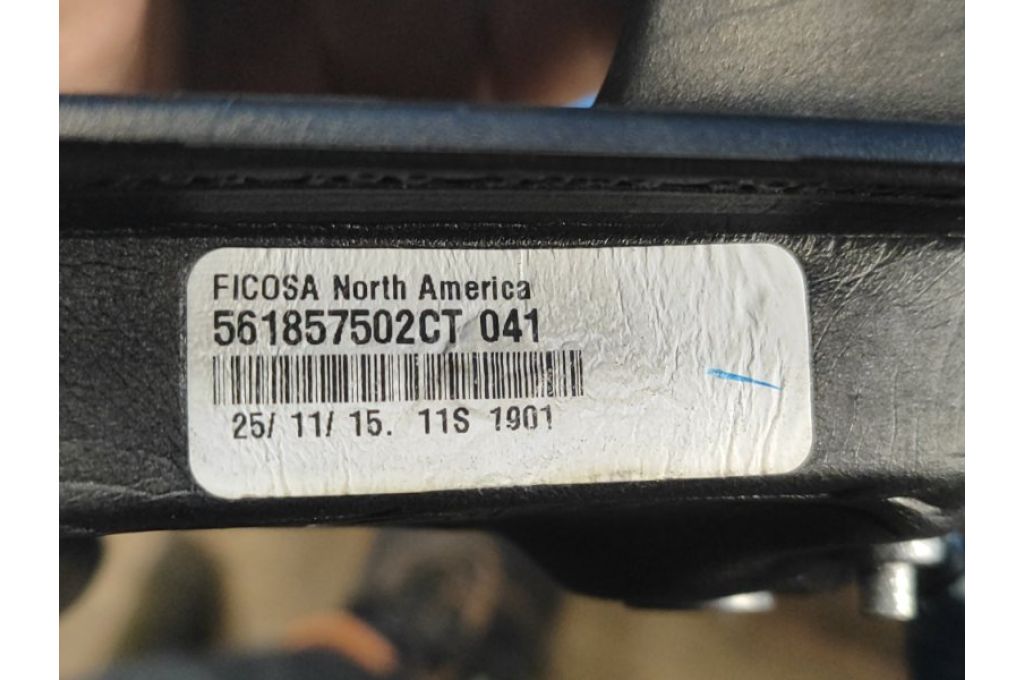 FICOSA North America
561857502CT 041
25/ 11/ 15. 11S 1901